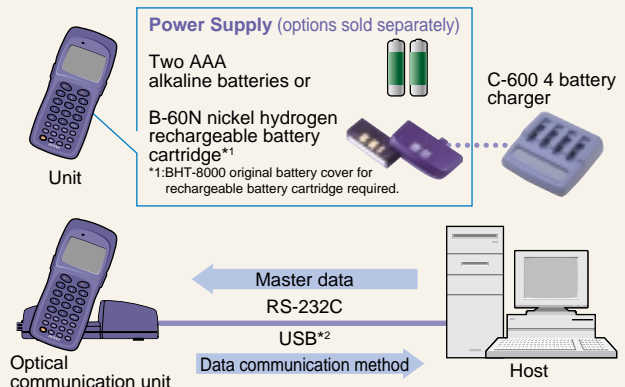 Power Supply (options sold separately)
Two AAA
alkaline batteries or
B-60N nickel hydrogen
rechargeable battery
cartridge*1
*1:BHT-8000 original battery cover for
rechargeable battery cartridge required.
C-600 4 battery
charger
Unit
Master data
RS-232C
USB*2
Data communication method
Optical
communication unit
Host